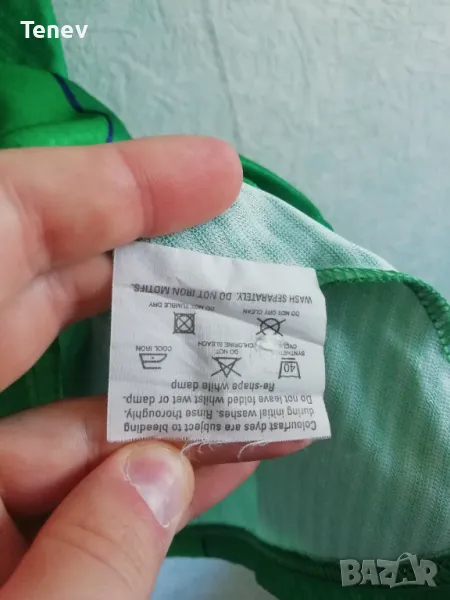 Tenev
Colourfast dyes are subject to bleeding
during initial washes. Rinse thoroughly.
Do not leave folded whilst wet or damp.
Re-shape while damp
40
SYNTHETIC
CYCLE
DO NOT
CHLORINE BLEACH
COOL IRON
DO NOT DRY CLEAN
DO NOT TUMBLE DRY
WASH SEPARATELY. DO NOT IRON MOTIFS.
BAZAR